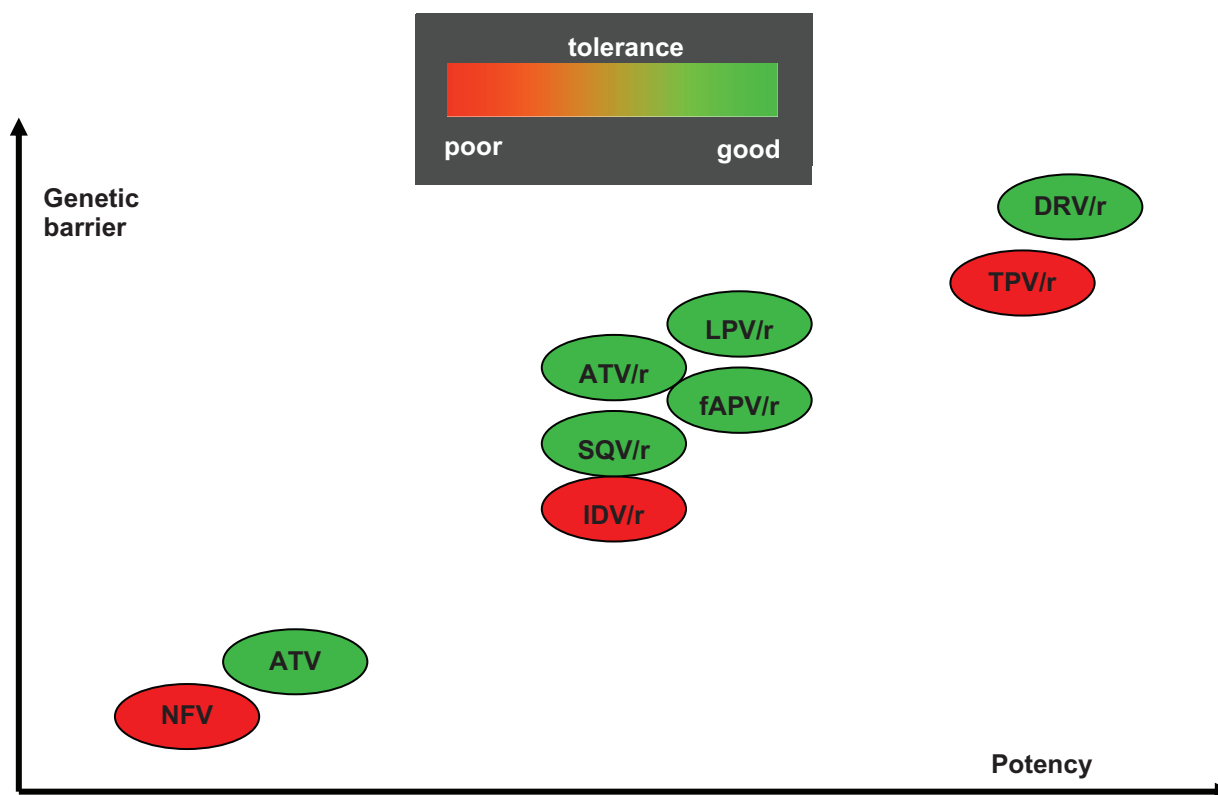 tolerance
poor good
Genetic
barrier
DRV/r
TPV/r
LPV/r
ATV/r
fAPV/r
SQV/r
IDV/r
ATV
NFV
Potency